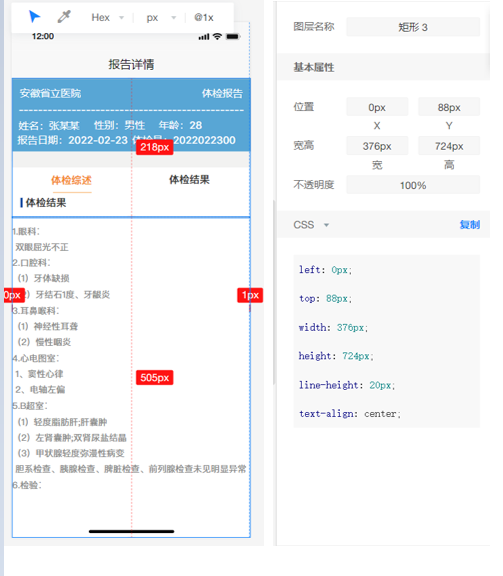 Hex px @1x
12:00
报告详情
安徽省立医院 体检报告
姓名：张某某 性别：男性 年龄：28
报告日期：2022-02-23 2022022300
218px
体检综述 体检结果
体检结果
1.眼科：
双眼屈光不正
2.口腔科：
（1）牙体缺损
0px ）牙结石1度、牙龈炎 1px
3.耳鼻喉科：
（1）神经性耳聋
（2）慢性咽炎
4.心电图室：
505px
1、窦性心律
2、电轴左偏
5.B超室：
（1）轻度脂肪肝;肝囊肿
（2）左肾囊肿;双肾尿盐结晶
（3）甲状腺轻度弥漫性病变
胆系检查、胰腺检查、脾脏检查、前列腺检查未见明显异常
6.检验：
图层名称 矩形 3
基本属性
位置 0px 88px
X Y
宽高 376px 724px
宽 高
不透明度 100%
CSS 复制
left: 0px;
top: 88px;
width: 376px;
height: 724px;
line-height: 20px;
text-align: center;